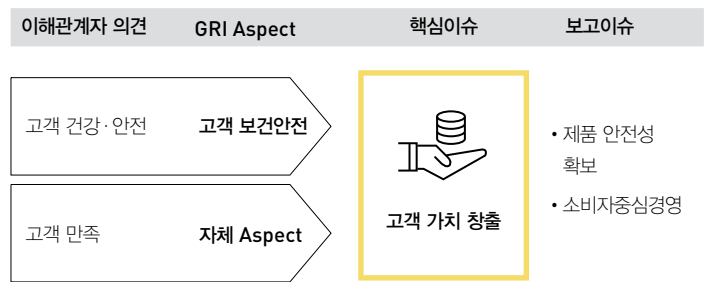 이해관계자 의견 GRI Aspect 핵심이슈 보고이슈
고객 건강·안전 고객 보건안전
고객 만족 자체 Aspect
고객 가치 창출
• 제품 안전성
확보
• 소비자중심경영